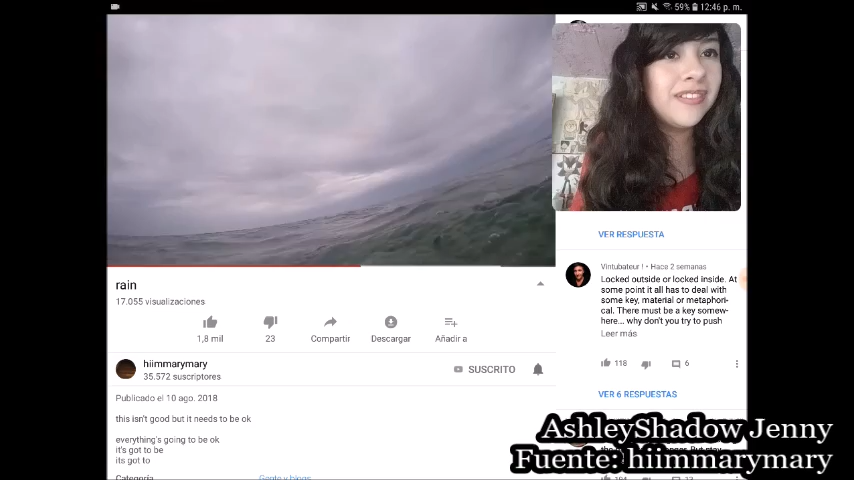 59% 12:46 p. m.
rain
17.055 visualizaciones
1,8 mil
23
Compartir
Descargar
Añadir a
hiimmarymary
35.572 suscriptores
SUSCRITO
Publicado el 10 ago. 2018
this isn't good but it needs to be ok
everything's going to be ok
it's got to be
its got to
Categoría
Gente y blogs
VER RESPUESTA
Vintubateur ! • Hace 2 semanas
Locked outside or locked inside. At
some point it all has to deal with
some key, material or metaphori-
cal. There must be a key somew-
here... why don't you try to push
Leer más
118
6
VER 6 RESPUESTAS
AshleyShadow Jenny
Fuente: hiimmarymary